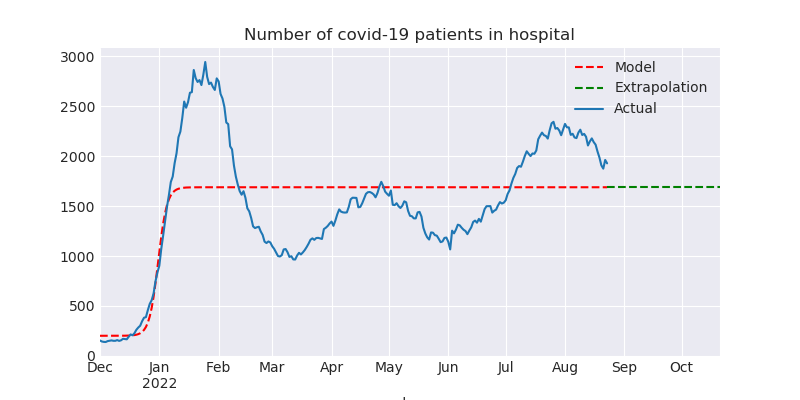 Number of covid-19 patients in hospital
3000
2500
2000
1500
1000
500
0
Model
Extrapolation
Actual
Dec Jan Feb Mar Apr May Jun Jul Aug Sep Oct
2022